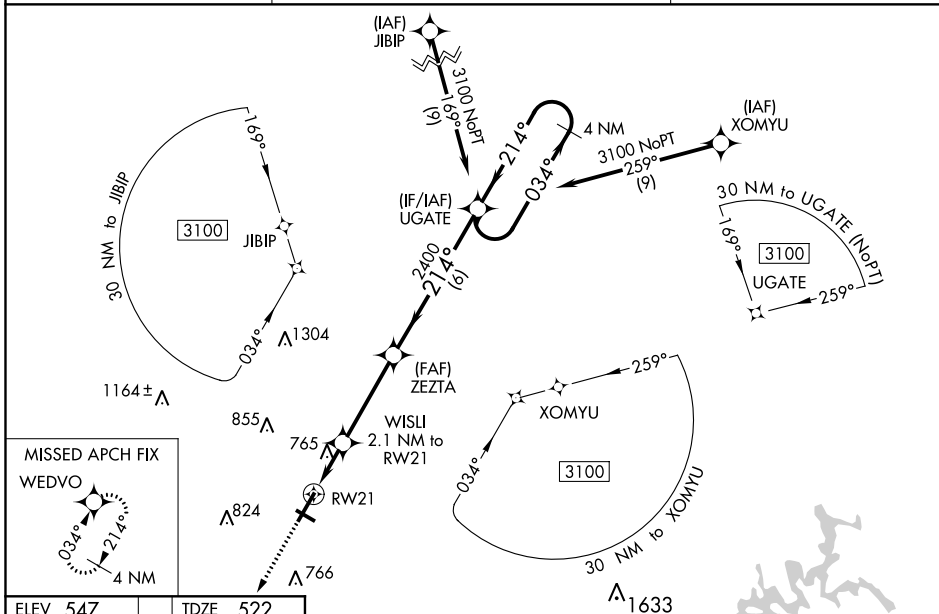 (IAF)
JIBIP
3100 NoPT
169°
(9)
4 NM
214°
034°
(IAF)
XOMYU
3100 NoPT
259°
(9)
(IF/IAF)
UGATE
2400
214°
(6)
30 NM to JIBIP
169°
3100
JIBIP
034°
30 NM to UGATE (NoPT)
169°
3100
UGATE
259°
1304
1164 ±
855
(FAF)
ZEZTA
WISLI
2.1 NM to
RW21
765
RW21
824
766
259°
XOMYU
034°
3100
30 NM to XOMYU
1633
MISSED APCH FIX
WEDVO
034°
214°
4 NM
ELEV 547
TDZE 522